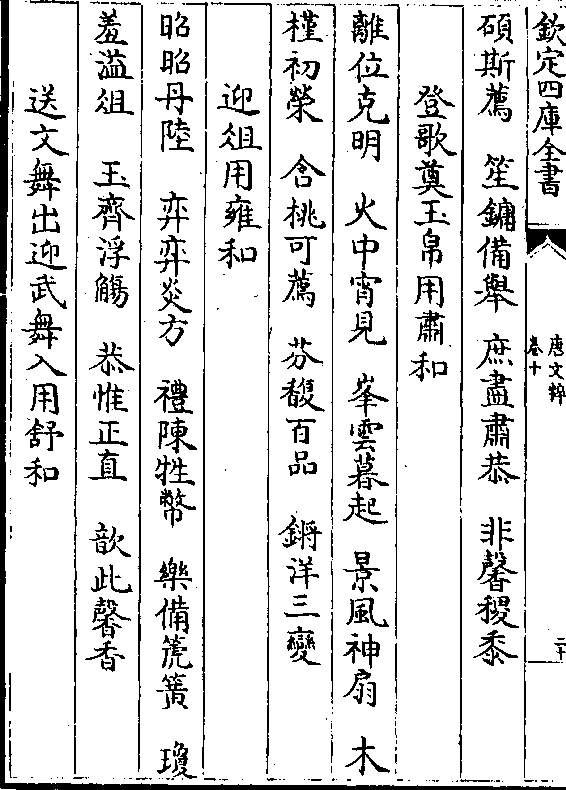 欽定四庫全書
唐文粹
卷十
二十
碩斯薦　笙鏞備舉　庶盡肅恭　非馨稷黍
登歌奠玉帛用肅和
離位克明　火中宵見　峯雲暮起　景風神扇　木
槿初榮　含桃可薦　芬馥百品　鏘洋三變
迎俎用雍和
昭昭丹陸　弈弈炎方　禮陳牲幣　樂備箎簧　瓊
羞溢俎　玉齊浮觴　恭惟正直　歆此馨香
送文舞出迎武舞入用舒和